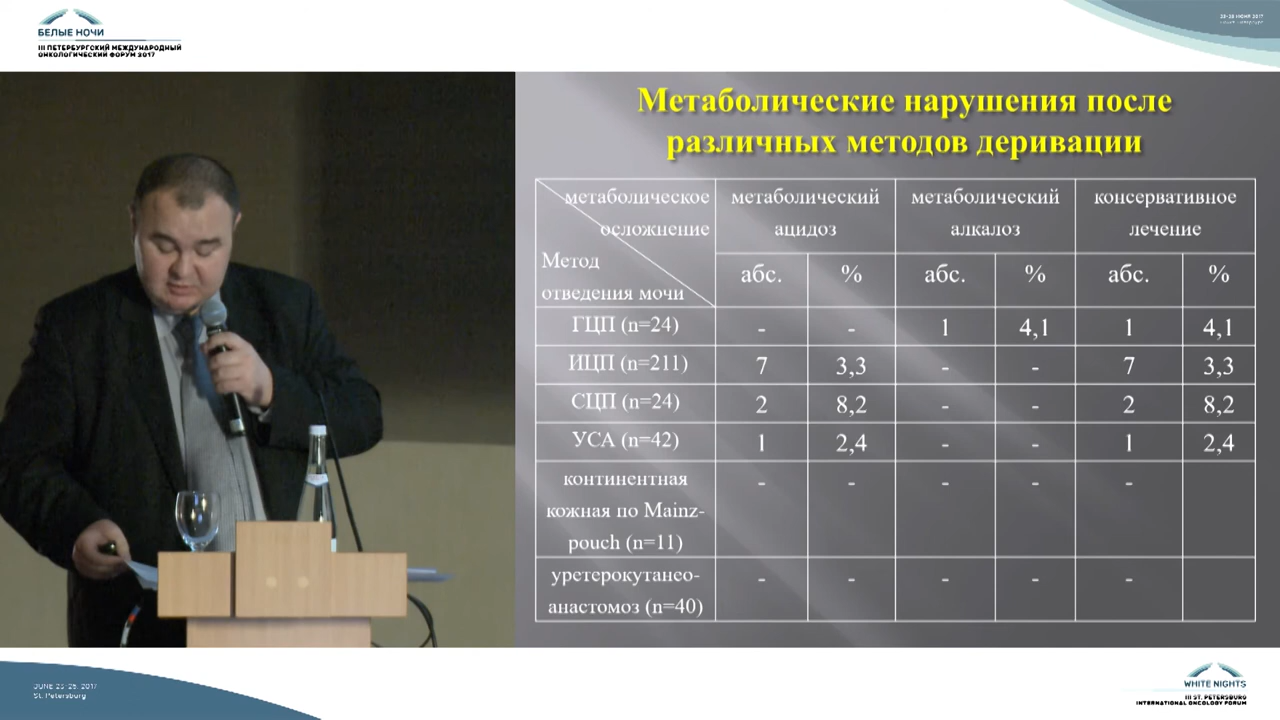 БЕЛЫЕ НОЧИ
III ПЕТЕРБУРГСКИЙ МЕЖДУНАРОДНЫЙ
ОНКОЛОГИЧЕСКИЙ ФОРУМ 2017
23-25 ИЮНЯ 2017
Метаболические нарушения после
различных методов деривации
метаболическое
осложнение
Метод
отведения мочи
метаболический
ацидоз
метаболический
алкалоз
консервативное
лечение
абс. % абс. % абс. %
ГЦП (n=24) - - 1 4,1 1 4,1
ИЦП (n=211) 7 3,3 - - 7 3,3
СЦП (n=24) 2 8,2 - - 2 8,2
УСА (n=42) 1 2,4 - - 1 2,4
континентная
кожная по Mainz-
pouch (n=11)
- - - - -
уретерокутанео-
анастомоз (n=40)
- - - - -
JUNE 23-25, 2017
St. Petersburg
WHITE NIGHTS
III ST. PETERSBURG
INTERNATIONAL ONCOLOGY FORUM